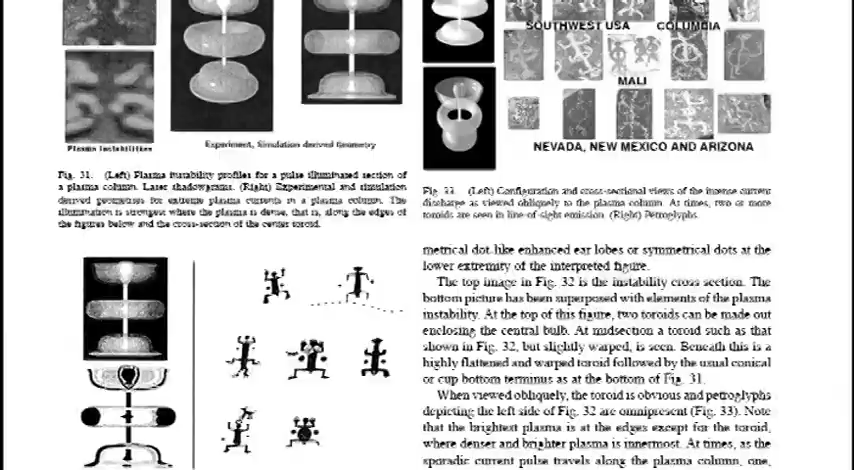 Plasma Instabilities
Experiment, Simulation derived Geometry
Fig. 31. (Left) Plasma instability profiles for a pulse illuminated section of
a plasma column. Laser shadowgrams. (Right) Experimental and simulation
derived geometries for extreme plasma currents in a plasma column. The
illumination is strongest where the plasma is dense, that is, along the edges of
the figures below and the cross-section of the center toroid.
SOUTHWEST USA COLUMBIA
MALI
NEVADA, NEW MEXICO AND ARIZONA
(Left) Configuration and cross-sectional views of the intense current
discharge as viewed obliquely to the plasma column. At times, two or more
toroids are seen in line-of-sight emission. (Right) Petroglyphs.
metrical dot-like enhanced ear lobes or symmetrical dots at the
lower extremity of the interpreted figure.
The top image in Fig. 32 is the instability cross section. The
bottom picture has been superposed with elements of the plasma
instability. At the top of this figure, two toroids can be made out
enclosing the central bulb. At midsection a toroid such as that
shown in Fig. 32, but slightly warped, is seen. Beneath this is a
highly flattened and warped toroid followed by the usual conical
or cup bottom terminus as at the bottom of Fig. 31.
When viewed obliquely, the toroid is obvious and petroglyphs
depicting the left side of Fig. 32 are omnipresent (Fig. 33). Note
that the brightest plasma is at the edges except for the toroid,
where denser and brighter plasma is innermost. At times, as the
sporadic current pulse travels along the plasma column, one,